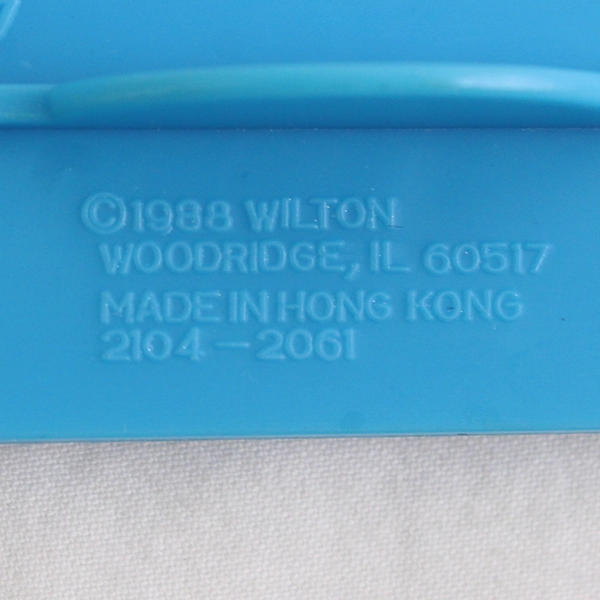 ©1988 WILTON
WOODRIDGE, IL 60517
MADE IN HONG KONG
2104-2061